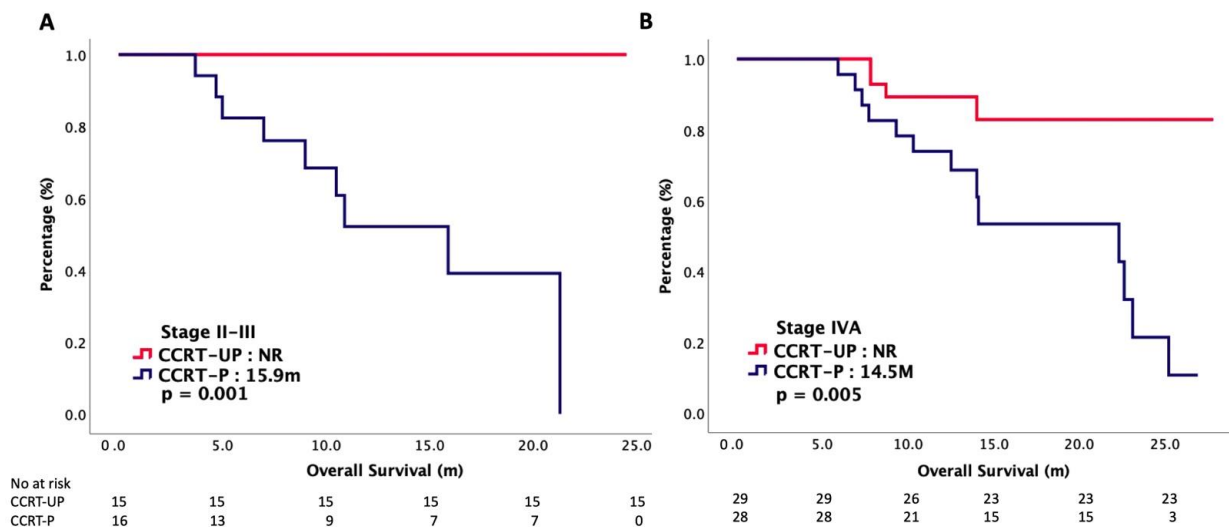 A
1.0
0.8
0.6
0.4
0.2
0.0
Percentage (%)
Stage II-III
CCRT-UP : NR
CCRT-P : 15.9m
p = 0.001
0.0 5.0 10.0 15.0 20.0 25.0
Overall Survival (m)
No at risk
CCRT-UP 15 15 15 15 15 15
CCRT-P 16 13 9 7 7 0
B
1.0
0.8
0.6
0.4
0.2
0.0
Percentage (%)
Stage IVA
CCRT-UP : NR
CCRT-P : 14.5M
p = 0.005
0.0 5.0 10.0 15.0 20.0 25.0
Overall Survival (m)
29 29 26 23 23 23
28 28 21 15 15 3